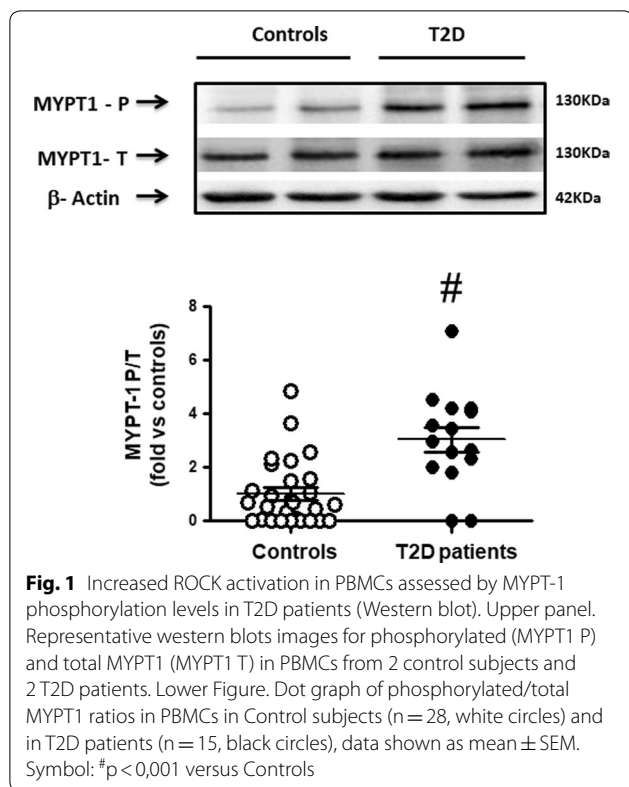 Controls T2D
MYPT1 - P → 130KDa
MYPT1- T → 130KDa
β- Actin → 42KDa
#
8
6
4
2
0
MYPT-1 P/T
(fold vs controls)
Controls T2D patients
Fig. 1 Increased ROCK activation in PBMCs assessed by MYPT-1
phosphorylation levels in T2D patients (Western blot). Upper panel.
Representative western blots images for phosphorylated (MYPT1 P)
and total MYPT1 (MYPT1 T) in PBMCs from 2 control subjects and
2 T2D patients. Lower Figure. Dot graph of phosphorylated/total
MYPT1 ratios in PBMCs in Control subjects (n = 28, white circles) and
in T2D patients (n = 15, black circles), data shown as mean ± SEM.
Symbol: #p < 0,001 versus Controls